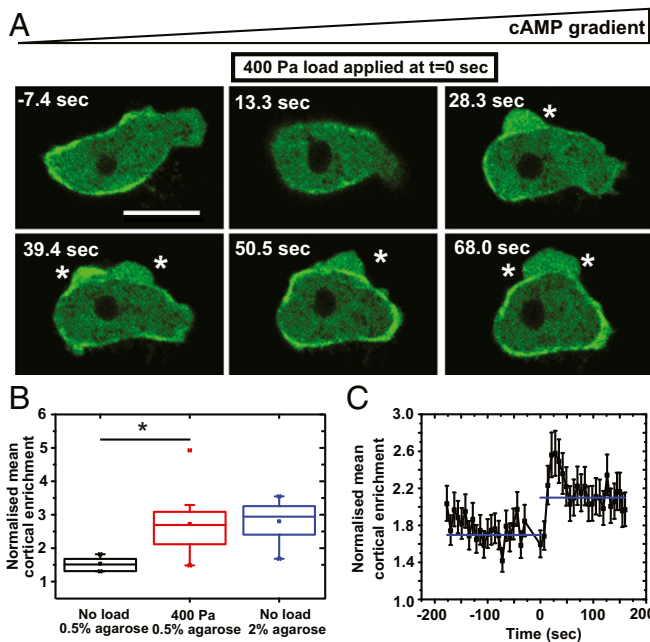 A
cAMP gradient
400 Pa load applied at t=0 sec
-7.4 sec
13.3 sec
28.3 sec
*
39.4 sec
*
*
50.5 sec
*
68.0 sec
*
*
B
Normalised mean
cortical enrichment
6
5
4
3
2
1
*
No load
0.5% agarose
400 Pa
0.5% agarose
No load
2% agarose
C
Normalised mean
cortical enrichment
3.0
2.6
2.2
1.8
1.4
1.0
-200
-100
0
100
200
Time (sec)